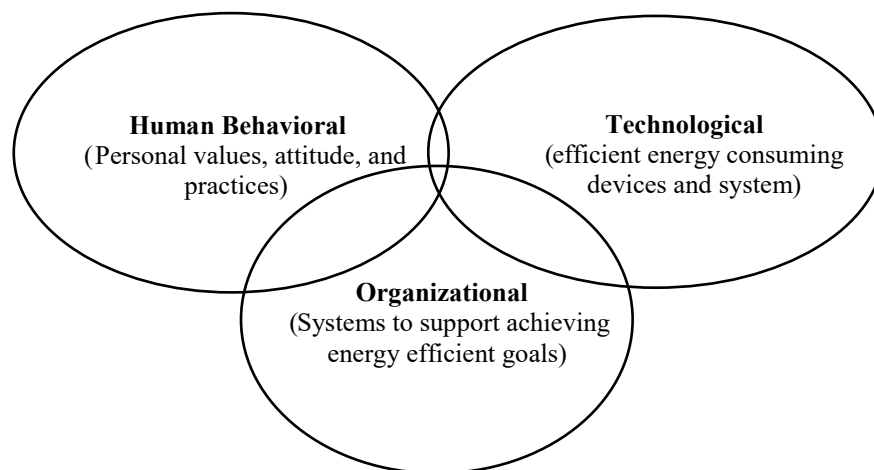 Human Behavioral
(Personal values, attitude, and
practices)
Technological
(efficient energy consuming
devices and system)
Organizational
(Systems to support achieving
energy efficient goals)